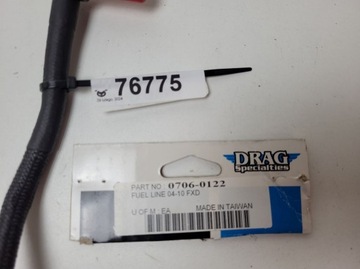 76775
DRAG
Specialties
PART NO. 0706-0122
FUEL LINE 04-10 FXD
U OF M: EA MADE IN TAIWAN